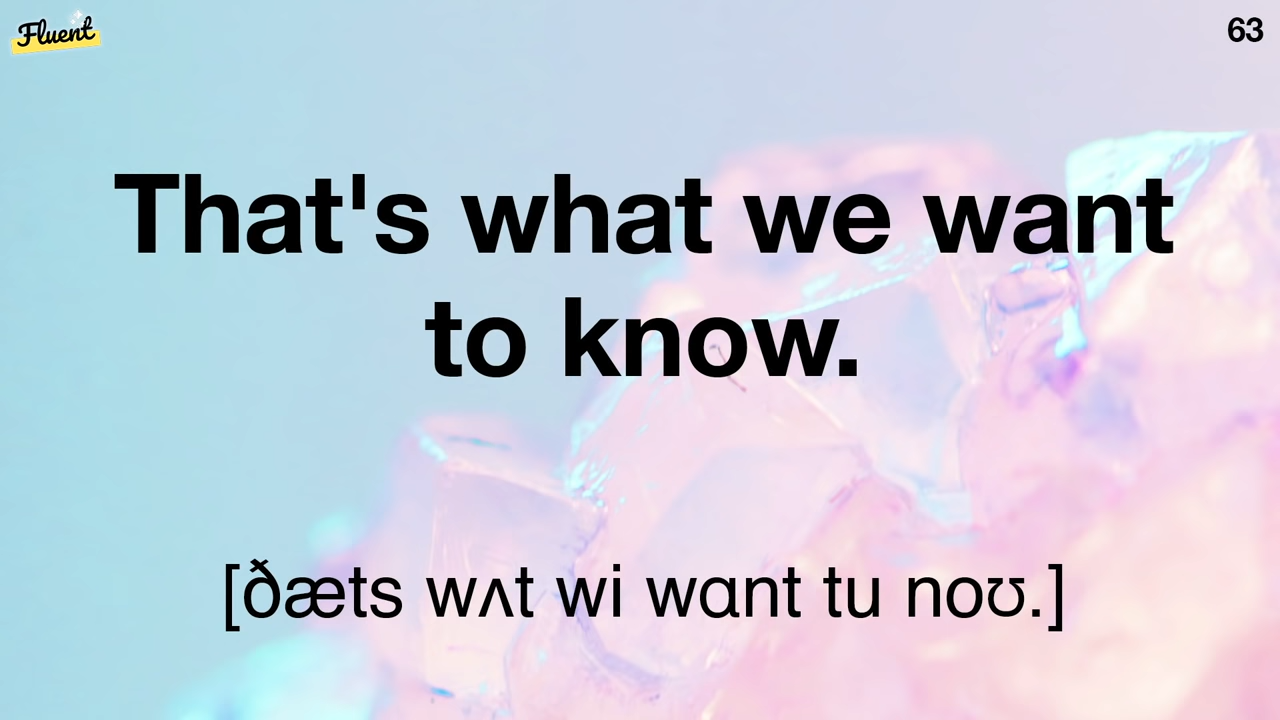 Fluent
63
That's what we want
to know.
[ðæts wʌt wi wɑnt tu noʊ.]